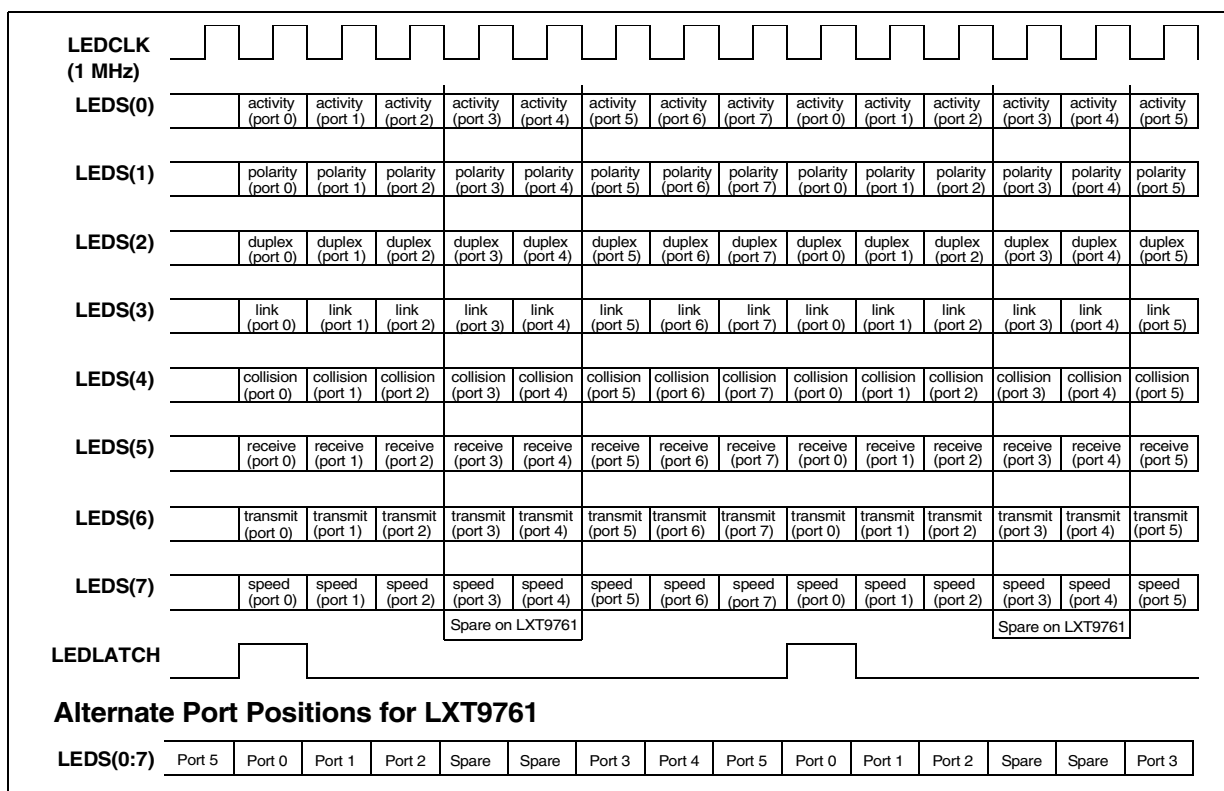 LEDCLK
(1 MHz)
LEDS(0) activity activity activity activity activity activity activity activity activity activity activity activity activity activity
(port 0) (port 1) (port 2) (port 3) (port 4) (port 5) (port 6) (port 7) (port 0) (port 1) (port 2) (port 3) (port 4) (port 5)
LEDS(1) polarity polarity polarity polarity polarity polarity polarity polarity polarity polarity polarity polarity polarity polarity
(port 0) (port 1) (port 2) (port 3) (port 4) (port 5) (port 6) (port 7) (port 0) (port 1) (port 2) (port 3) (port 4) (port 5)
LEDS(2) duplex duplex duplex duplex duplex duplex duplex duplex duplex duplex duplex duplex duplex duplex
(port 0) (port 1) (port 2) (port 3) (port 4) (port 5) (port 6) (port 7) (port 0) (port 1) (port 2) (port 3) (port 4) (port 5)
LEDS(3) link link link link link link link link link link link link link link
(port 0) (port 1) (port 2) (port 3) (port 4) (port 5) (port 6) (port 7) (port 0) (port 1) (port 2) (port 3) (port 4) (port 5)
LEDS(4) collision collision collision collision collision collision collision collision collision collision collision collision collision collision
(port 0) (port 1) (port 2) (port 3) (port 4) (port 5) (port 6) (port 7) (port 0) (port 1) (port 2) (port 3) (port 4) (port 5)
LEDS(5) receive receive receive receive receive receive receive receive receive receive receive receive receive receive
(port 0) (port 1) (port 2) (port 3) (port 4) (port 5) (port 6) (port 7) (port 0) (port 1) (port 2) (port 3) (port 4) (port 5)
LEDS(6) transmit transmit transmit transmit transmit transmit transmit transmit transmit transmit transmit transmit transmit transmit
(port 0) (port 1) (port 2) (port 3) (port 4) (port 5) (port 6) (port 7) (port 0) (port 1) (port 2) (port 3) (port 4) (port 5)
LEDS(7) speed speed speed speed speed speed speed speed speed speed speed speed speed speed
(port 0) (port 1) (port 2) (port 3) (port 4) (port 5) (port 6) (port 7) (port 0) (port 1) (port 2) (port 3) (port 4) (port 5)
Spare on LXT9761 Spare on LXT9761
LEDLATCH
Alternate Port Positions for LXT9761
LEDS(0:7) Port 5 Port 0 Port 1 Port 2 Spare Spare Port 3 Port 4 Port 5 Port 0 Port 1 Port 2 Spare Spare Port 3